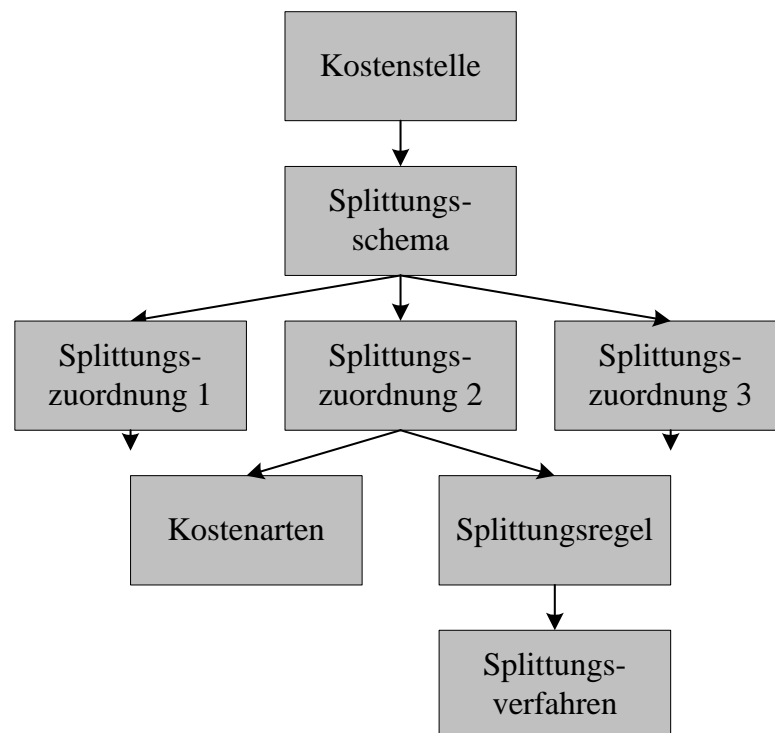 Kostenstelle
Splittungs-
schema
Splittungs-
zuordnung 1
Splittungs-
zuordnung 2
Splittungs-
zuordnung 3
Kostenarten
Splittungsregel
Splittungs-
verfahren